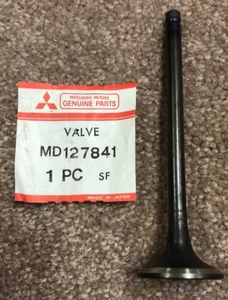 MITSUBISHI MOTORS
GENUINE PARTS
VALVE
MD127841
1 PC SF
MADE IN JAPAN